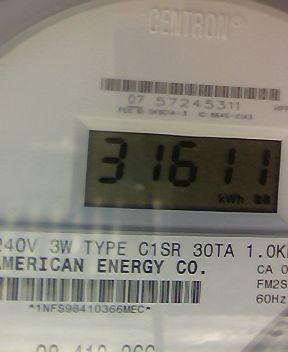 CENTRON®
07 57245311
31611
kWh
240V 3W TYPE C1SR 30TA 1.0K
AMERICAN ENERGY CO.
CA 0
FM2S
60Hz
*1NFS98410366MEC*